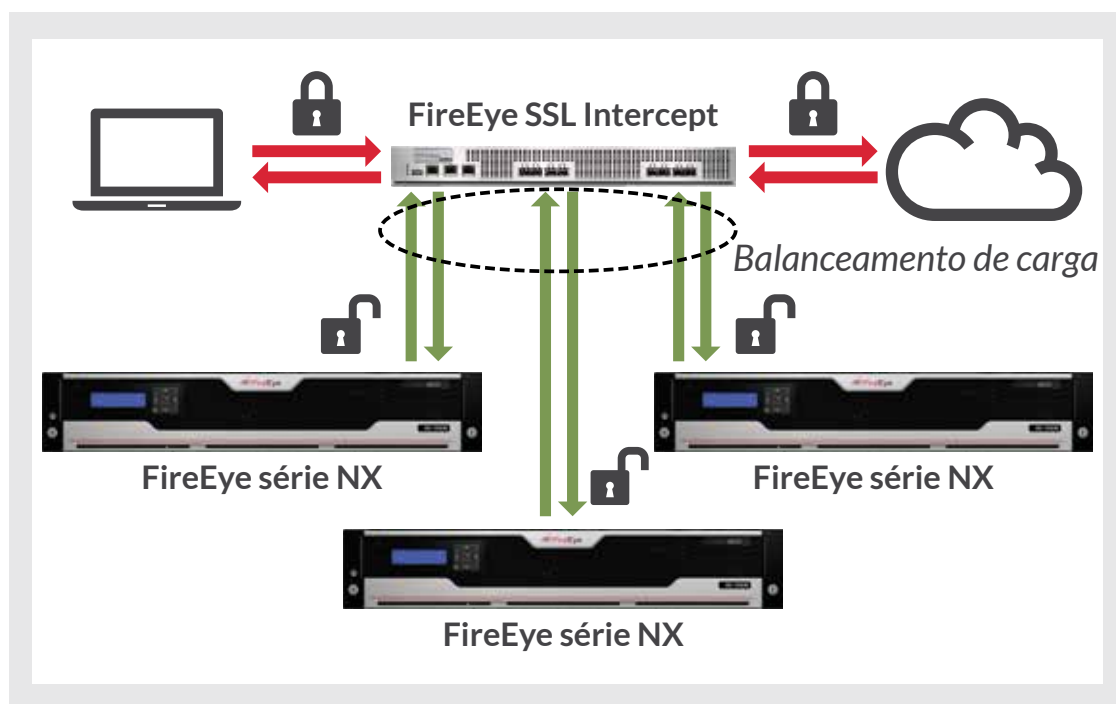 FireEye SSL Intercept
Balanceamento de carga
FireEye série NX
FireEye série NX
FireEye série NX